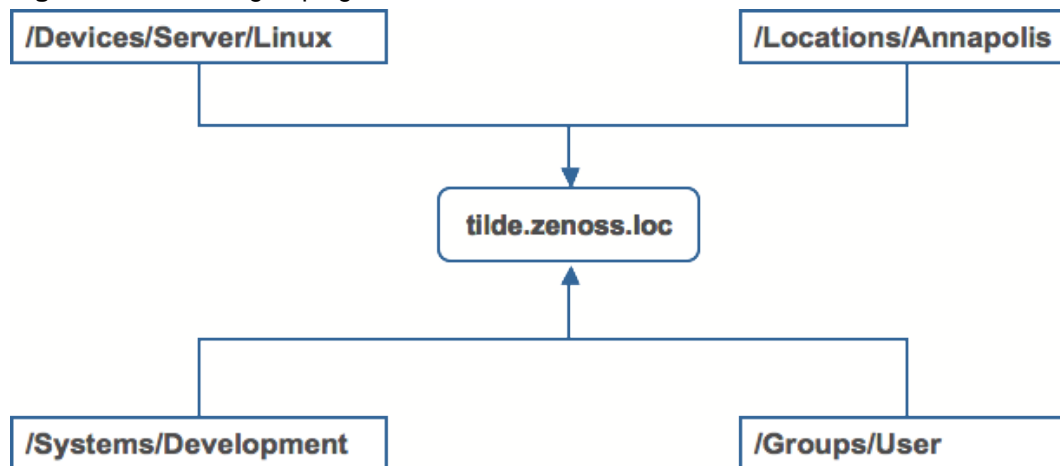 /Devices/Server/Linux
/Locations/Annapolis
tilde.zenoss.loc
/Systems/Development
/Groups/User